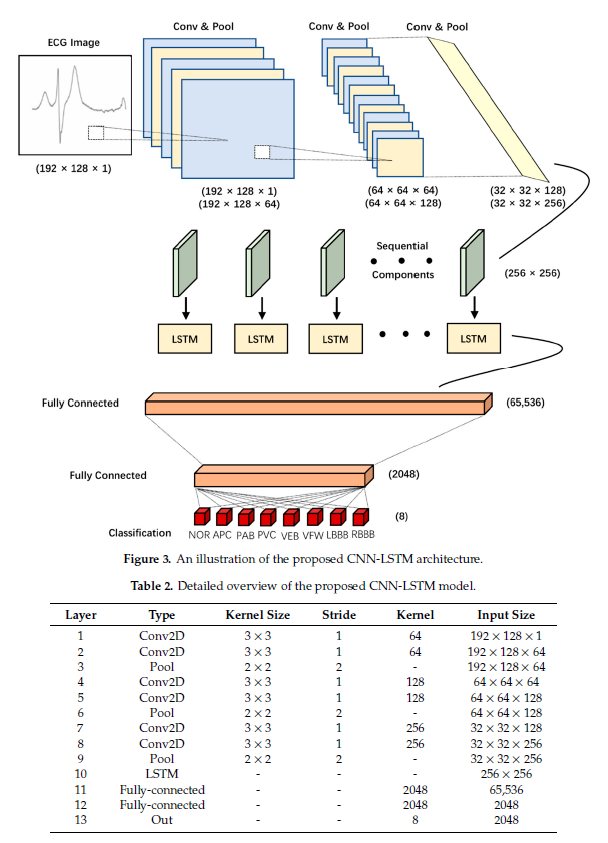 Conv & Pool Conv & Pool Conv & Pool
ECG Image
(192 × 128 × 1)
(192 × 128 × 1) (64 × 64 × 64) (32 × 32 × 128)
(192 × 128 × 64) (64 × 64 × 128) (32 × 32 × 256)
Sequential
• • •
Components
(256 × 256)
LSTM LSTM LSTM • • • LSTM
Fully Connected (65,536)
Fully Connected (2048)
(8)
Classification NOR APC PAB PVC VEB VFW LBBB RBBB
Figure 3. An illustration of the proposed CNN-LSTM architecture.
Table 2. Detailed overview of the proposed CNN-LSTM model.
Layer Type Kernel Size Stride Kernel Input Size
1 Conv2D 3 × 3 1 64 192 × 128 × 1
2 Conv2D 3 × 3 1 64 192 × 128 × 64
3 Pool 2 × 2 2 - 192 × 128 × 64
4 Conv2D 3 × 3 1 128 64 × 64 × 64
5 Conv2D 3 × 3 1 128 64 × 64 × 128
6 Pool 2 × 2 2 - 64 × 64 × 128
7 Conv2D 3 × 3 1 256 32 × 32 × 128
8 Conv2D 3 × 3 1 256 32 × 32 × 256
9 Pool 2 × 2 2 - 32 × 32 × 256
10 LSTM - - - 256 × 256
11 Fully-connected - - 2048 65,536
12 Fully-connected - - 2048 2048
13 Out - - 8 2048